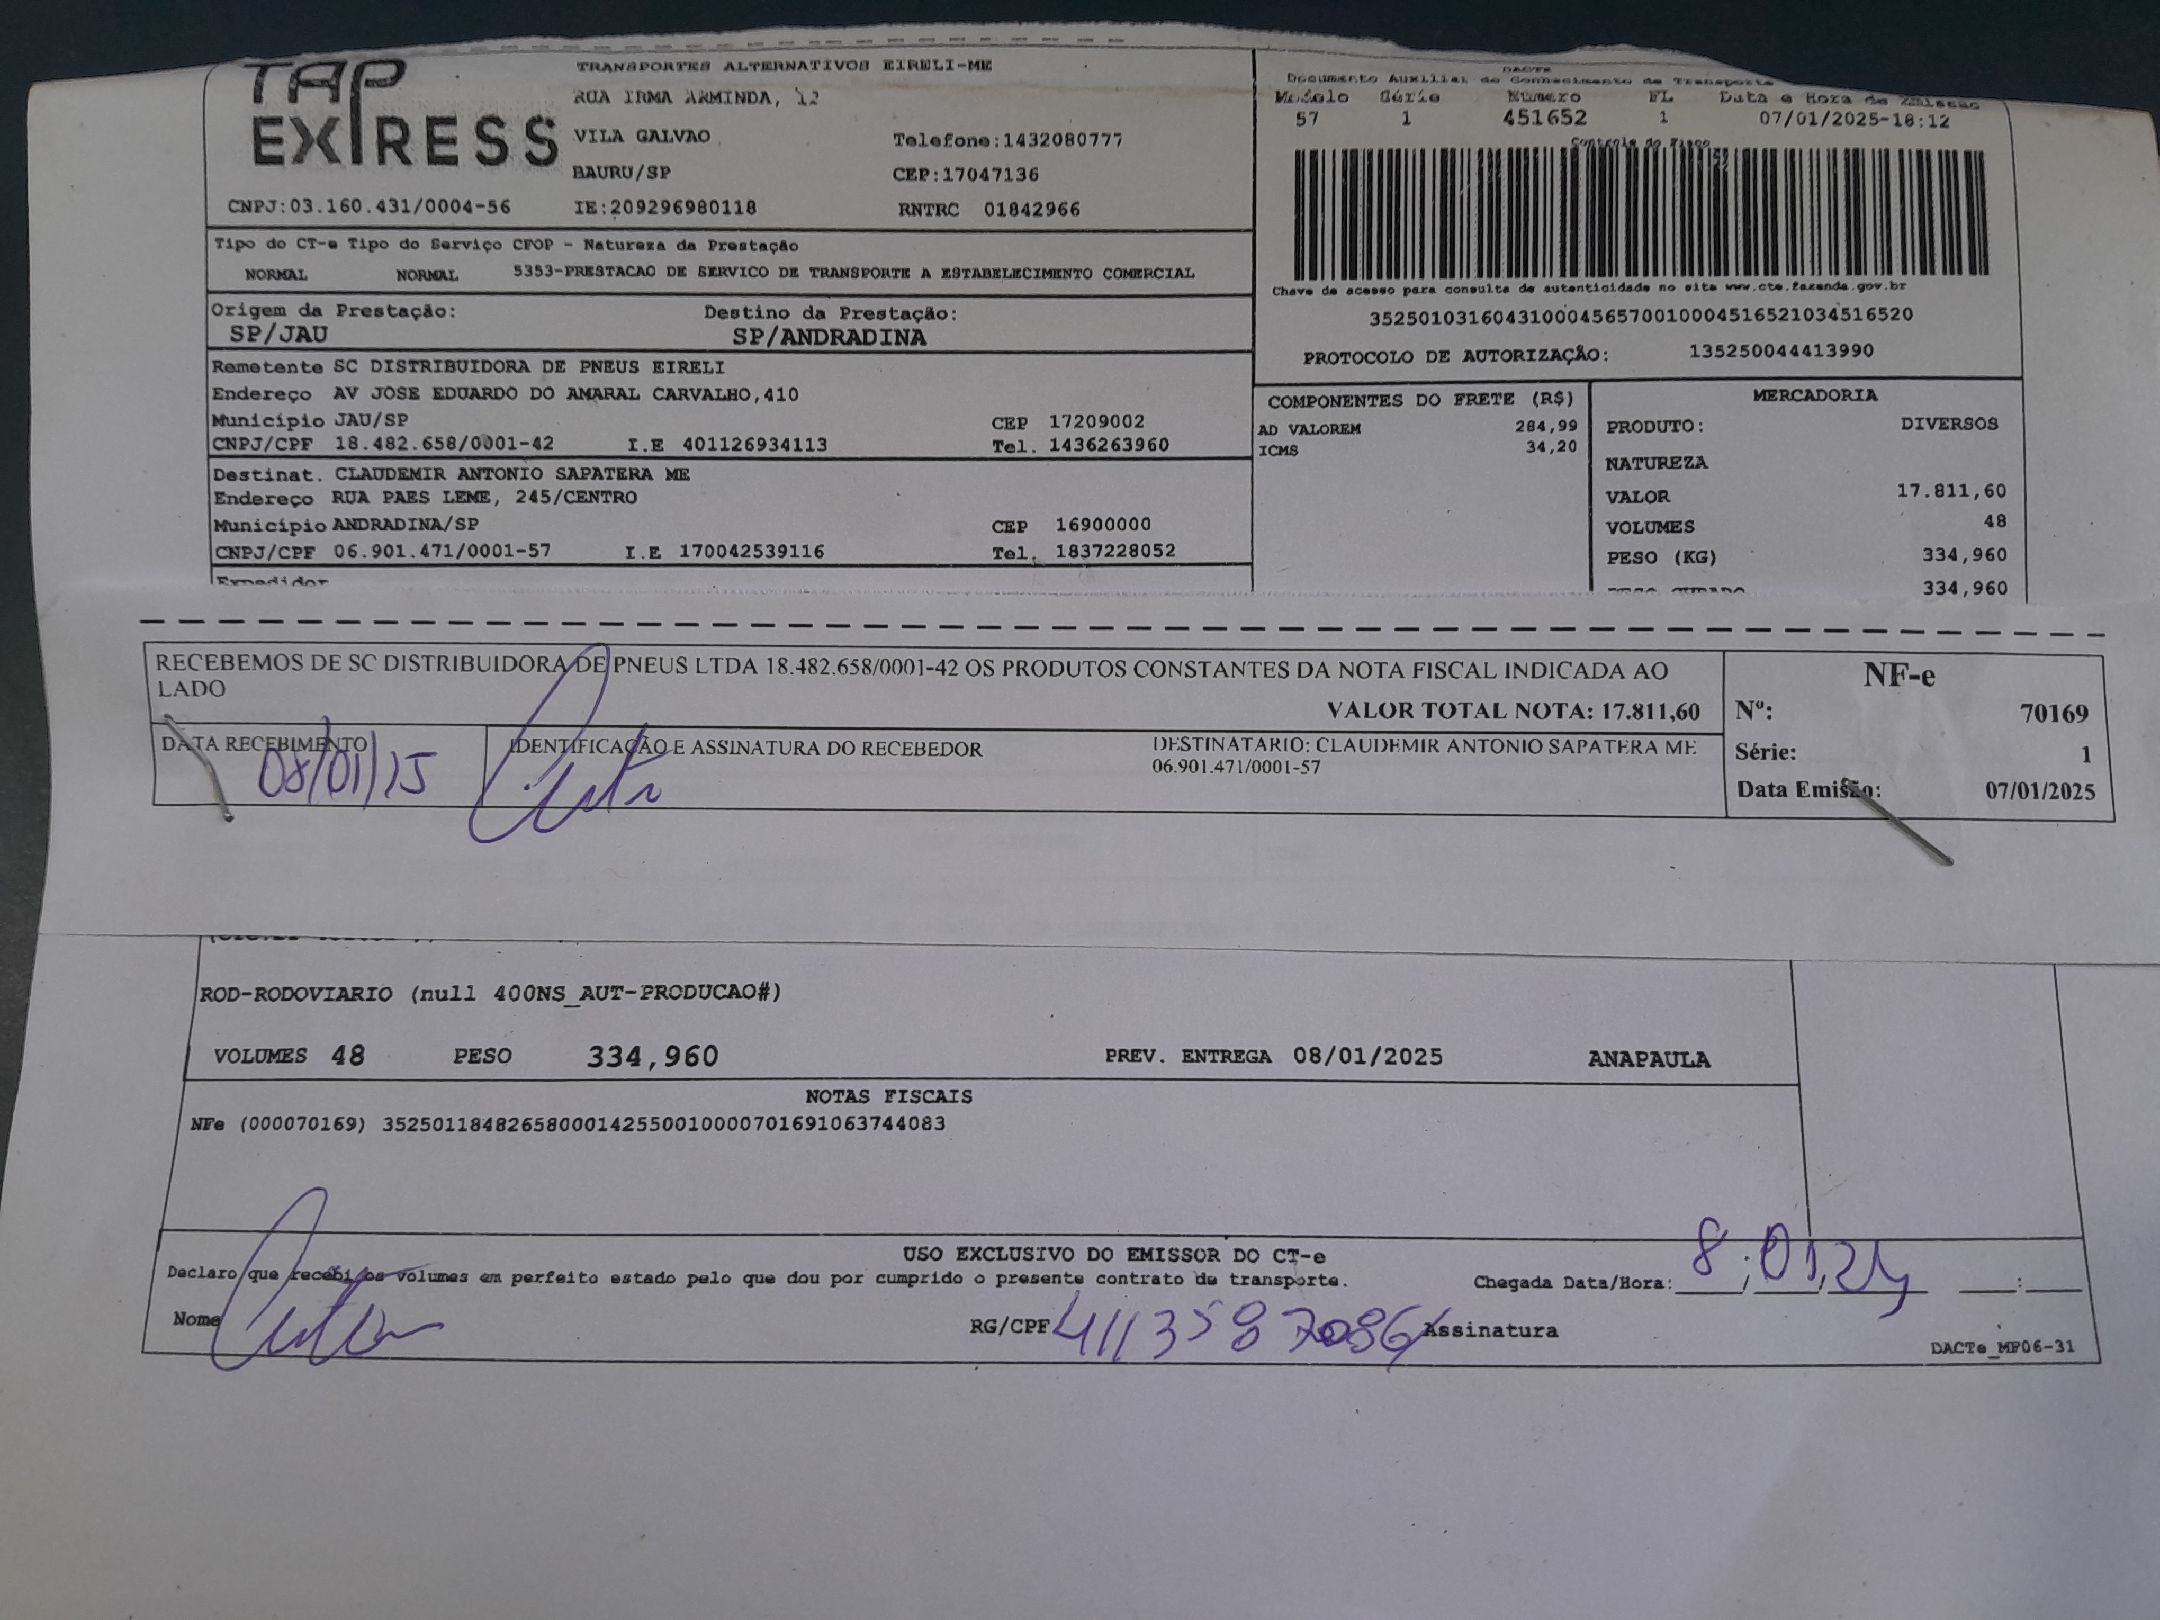 TAP
EXPRESS
TRANSPORTES ALTERNATIVOS EIRELI-ME
RUA IRMA ARMINDA, 12
VILA GALVAO Telefone:1432080777
BAURU/SP CEP:17047136
CNPJ:03.160.431/0004-56 IE:209296980118 RNTRC 01842966
DACTE
Documento Auxiliar do Conhecimento de Transporte
Modelo Série Número FL Data e Hora de Emissão
57 1 451652 1 07/01/2025-18:12
Controle do Fisco
Chave de acesso para consulta de autenticidade no site www.cte.fazenda.gov.br
35250103160431000456570010004516521034516520
PROTOCOLO DE AUTORIZAÇÃO: 135250044413990
Tipo do CT-e Tipo do Serviço CFOP - Natureza da Prestação
NORMAL NORMAL 5353-PRESTACAO DE SERVICO DE TRANSPORTE A ESTABELECIMENTO COMERCIAL
Origem da Prestação: Destino da Prestação:
SP/JAU SP/ANDRADINA
Remetente SC DISTRIBUIDORA DE PNEUS EIRELI
Endereço AV JOSE EDUARDO DO AMARAL CARVALHO,410
Município JAU/SP CEP 17209002
CNPJ/CPF 18.482.658/0001-42 I.E 401126934113 Tel. 1436263960
Destinat. CLAUDEMIR ANTONIO SAPATERA ME
Endereço RUA PAES LEME, 245/CENTRO
Município ANDRADINA/SP CEP 16900000
CNPJ/CPF 06.901.471/0001-57 I.E 170042539116 Tel. 1837228052
Expedidor
COMPONENTES DO FRETE (R$)
AD VALOREM 284,99
ICMS 34,20
MERCADORIA
PRODUTO: DIVERSOS
NATUREZA
VALOR 17.811,60
VOLUMES 48
PESO (KG) 334,960
334,960
RECEBEMOS DE SC DISTRIBUIDORA DE PNEUS LTDA 18.482.658/0001-42 OS PRODUTOS CONSTANTES DA NOTA FISCAL INDICADA AO
LADO
VALOR TOTAL NOTA: 17.811,60
DATA RECEBIMENTO
08/01/25
IDENTIFICAÇÃO E ASSINATURA DO RECEBEDOR
DESTINATARIO: CLAUDEMIR ANTONIO SAPATERA ME
06.901.471/0001-57
NF-e
Nº: 70169
Série: 1
Data Emissão: 07/01/2025
ROD-RODOVIARIO (null 400NS_AUT-PRODUCAO#)
VOLUMES 48 PESO 334,960 PREV. ENTREGA 08/01/2025 ANAPAULA
NOTAS FISCAIS
NFe (000070169) 35250118482658000142550010000701691063744083
USO EXCLUSIVO DO EMISSOR DO CT-e
Declaro que recebi os volumes em perfeito estado pelo que dou por cumprido o presente contrato de transporte.
Chegada Data/Hora: 8 01 :
Nome RG/CPF 4113587086 Assinatura
DACTe_MP06-31